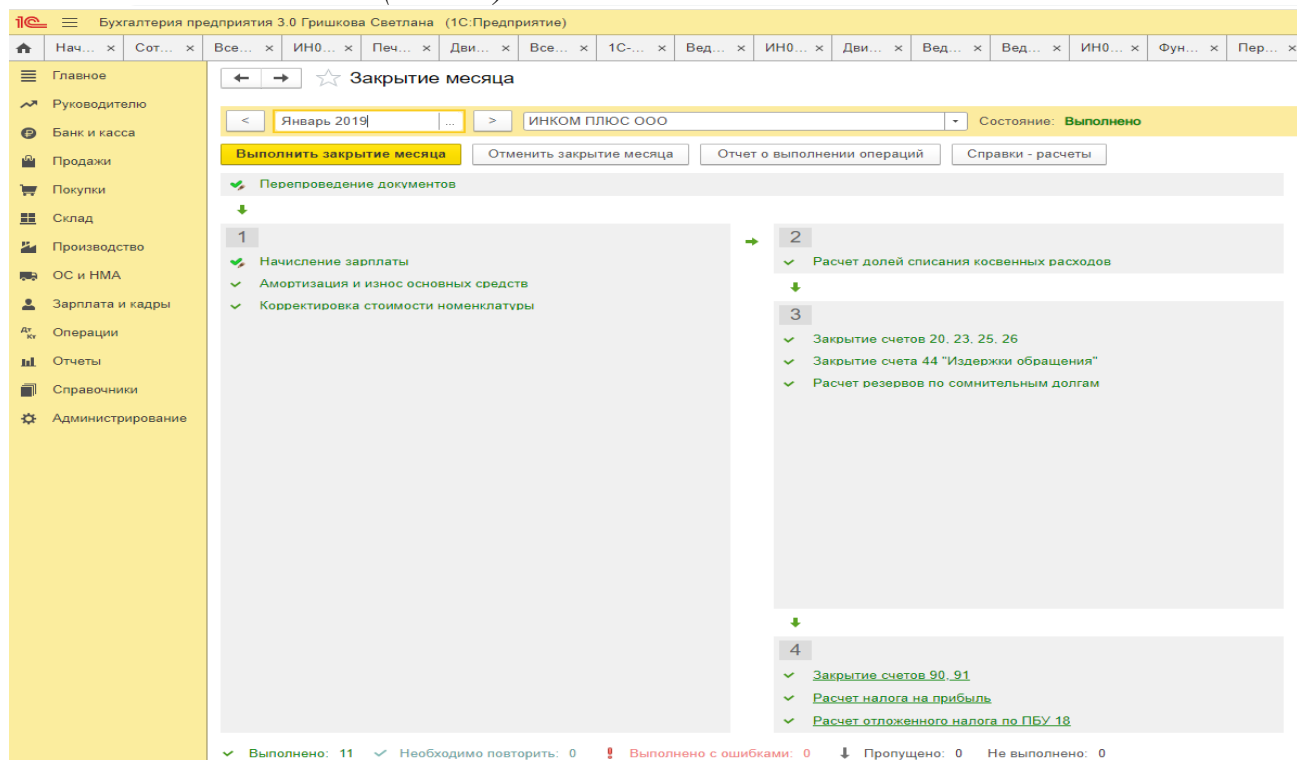 1С Бухгалтерия предприятия 3.0 Гришкова Светлана (1С:Предприятие)
Нач... × Сот... × Все... × ИН0... × Печ... × Дви... × Все... × 1С-... × Вед... × ИН0... × Дви... × Вед... × Вед... × ИН0... × Фун... × Пер... ×
Главное
Руководителю
Банк и касса
Продажи
Покупки
Склад
Производство
ОС и НМА
Зарплата и кадры
Дт Кт Операции
Отчеты
Справочники
Администрирование
Закрытие месяца
< Январь 2019 ... > ИНКОМ ПЛЮС ООО Состояние: Выполнено
Выполнить закрытие месяца Отменить закрытие месяца Отчет о выполнении операций Справки - расчеты
Перепроведение документов
1
Начисление зарплаты
Амортизация и износ основных средств
Корректировка стоимости номенклатуры
2
Расчет долей списания косвенных расходов
3
Закрытие счетов 20, 23, 25, 26
Закрытие счета 44 "Издержки обращения"
Расчет резервов по сомнительным долгам
4
Закрытие счетов 90, 91
Расчет налога на прибыль
Расчет отложенного налога по ПБУ 18
Выполнено: 11 Необходимо повторить: 0 Выполнено с ошибками: 0 Пропущено: 0 Не выполнено: 0